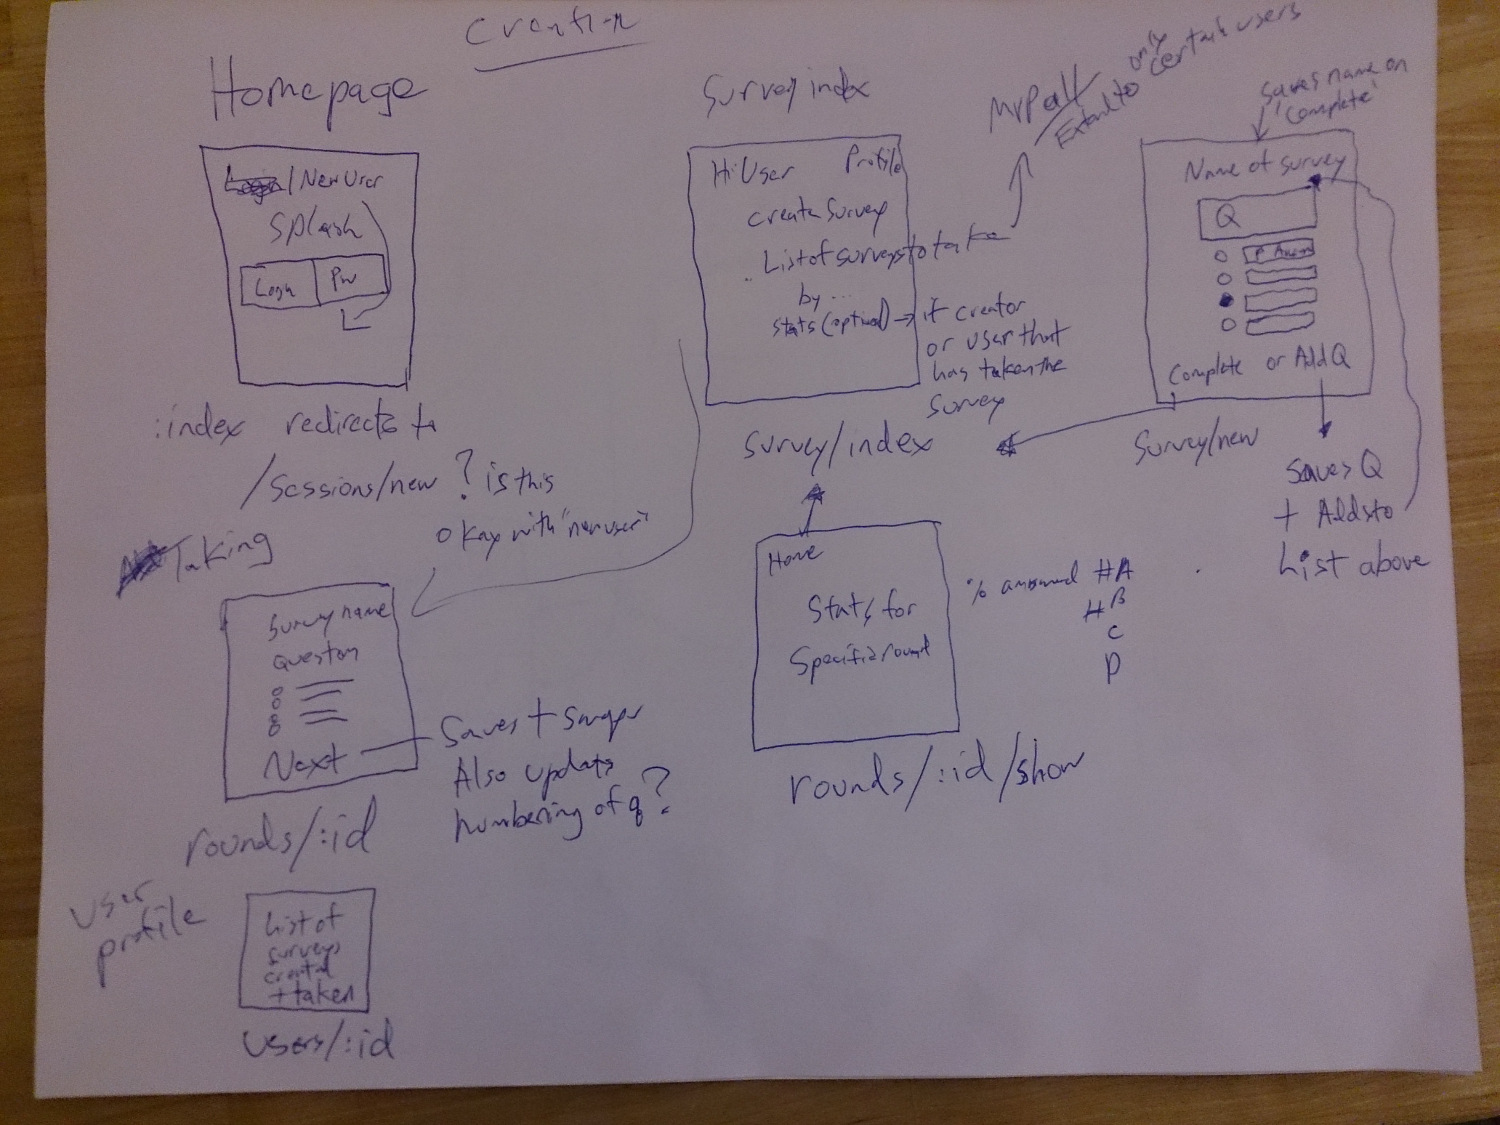 Creation
Homepage
Login / New User
Splash
Login
PW
:index redirects to
/sessions/new ? is this
okay with "new user"
Survey index
Hi User
Profile
create survey
List of surveys to take
by ...
stats (optional) → if creator
or user that
has taken the
survey
survey/index
MVP all
Extend to only
certain users
saves name on
'Complete'
Name of survey
Q
Complete or Add Q
survey/new
saves Q
+ Adds to
List above
Taking
Survey name
question
Next
Saves +
Also update
numbering of q?
rounds/:id
Home
Stats for
Specific round
% answered #A
#B
C
D
rounds/:id/show
user
profile
List of
surveys
created
+ taken
users/:id